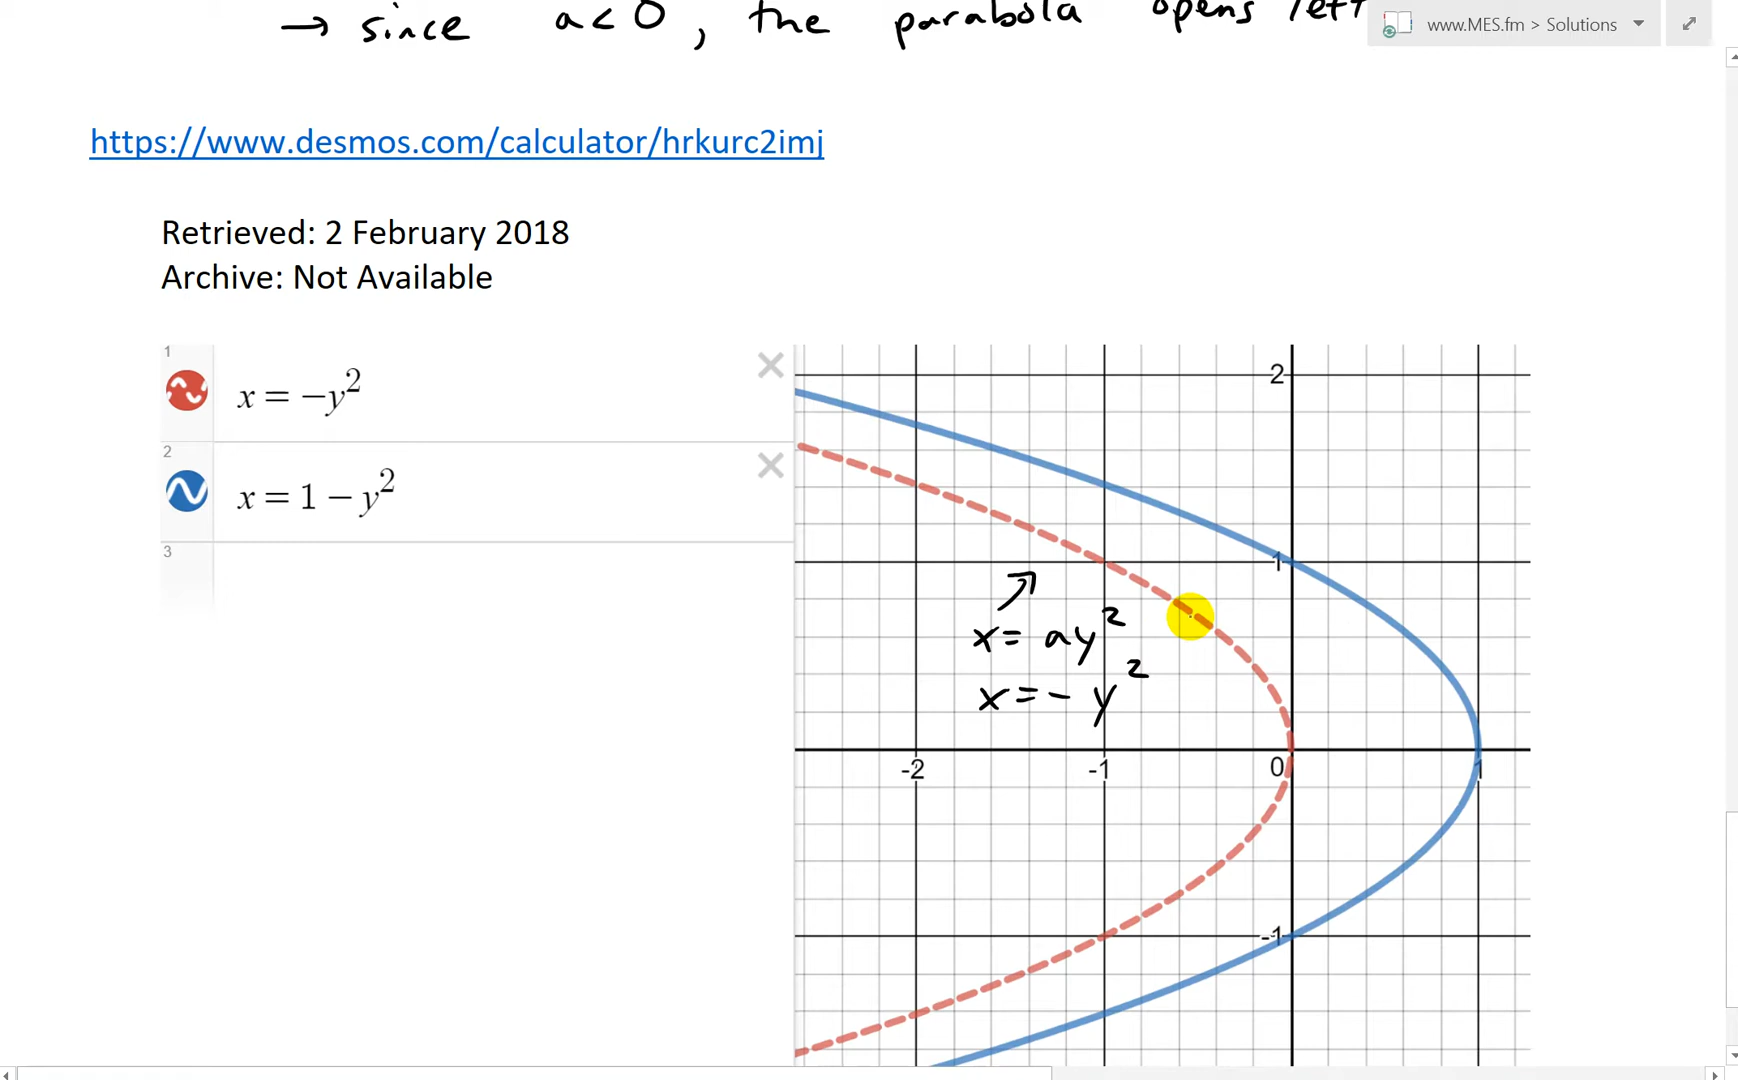 → since a < 0, the parabola opens left
www.MES.fm > Solutions
https://www.desmos.com/calculator/hrkurc2imj
Retrieved: 2 February 2018
Archive: Not Available
1
x = −y²
2
x = 1 − y²
3
2
1
x = ay²
x = − y²
-2 -1 0 1
-1